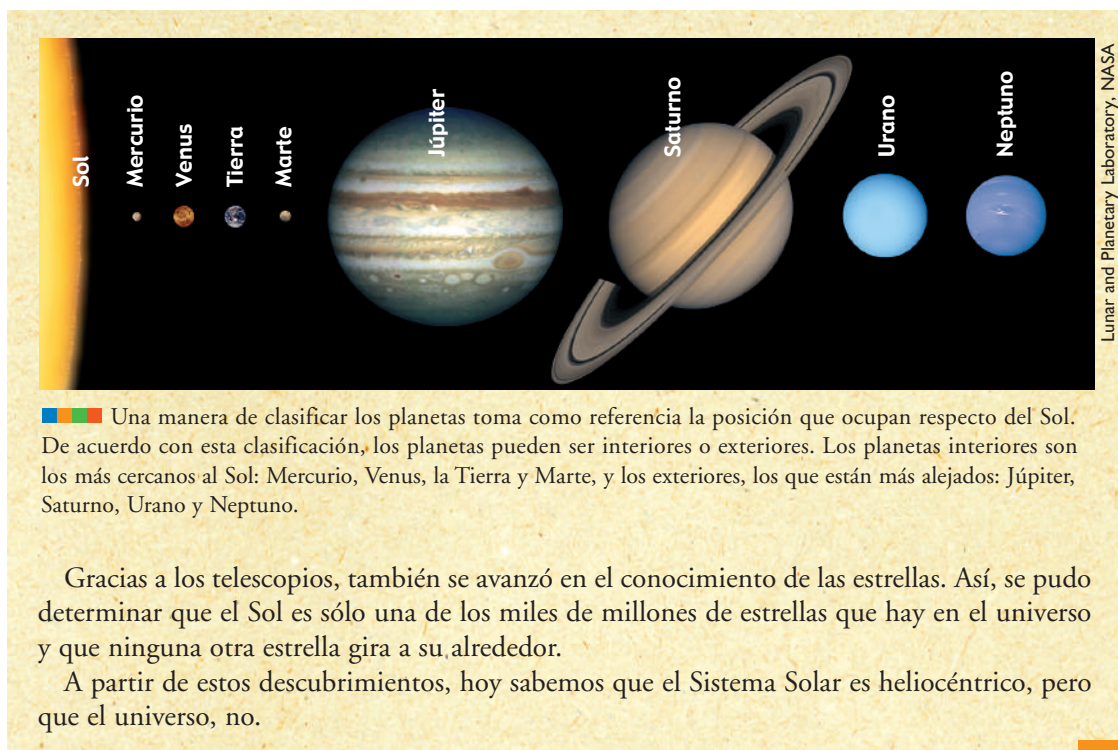 Sol
Mercurio
Venus
Tierra
Marte
Júpiter
Saturno
Urano
Neptuno
Lunar and Planetary Laboratory, NASA
Una manera de clasificar los planetas toma como referencia la posición que ocupan respecto del Sol.
De acuerdo con esta clasificación, los planetas pueden ser interiores o exteriores. Los planetas interiores son
los más cercanos al Sol: Mercurio, Venus, la Tierra y Marte, y los exteriores, los que están más alejados: Júpiter,
Saturno, Urano y Neptuno.
Gracias a los telescopios, también se avanzó en el conocimiento de las estrellas. Así, se pudo
determinar que el Sol es sólo una de los miles de millones de estrellas que hay en el universo
y que ninguna otra estrella gira a su alrededor.
A partir de estos descubrimientos, hoy sabemos que el Sistema Solar es heliocéntrico, pero
que el universo, no.